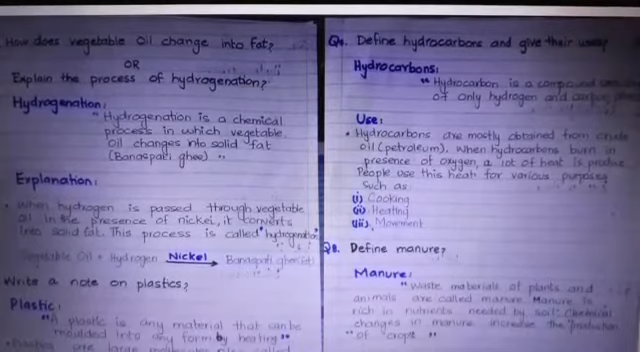 How does vegetable oil change into fat?
OR
Explain the process of hydrogenation?
Hydrogenation:
"Hydrogenation is a chemical
process in which vegetable
oil changes into solid fat
(Banaspati ghee) "
Explanation:
• When hydrogen is passed through vegetable
oil in the presence of nickel, it converts
into solid fat. This process is called "hydrogenation"
Vegetable Oil + Hydrogen Nickel Banaspati ghee
Write a note on plastics?
Plastic:
"A plastic is any material that can be
moulded into any form by heating"
are large
Define hydrocarbons and give their uses?
Hydrocarbons:
"Hydrocarbon is a compound
of only hydrogen and carbon
Use:
• Hydrocarbons are mostly obtained from crude
oil (petroleum). When hydrocarbons burn in
presence of oxygen, a lot of heat is produce
People use this heat for various purposes
such as
(i) Cooking
(ii) Heating
(iii) Movement
Q8. Define manure?
Manure:
"Waste materials of plants and
animals are called manure. Manure is
rich in nutrients needed by soil. Chemical
changes in manure increase the production
of crops "